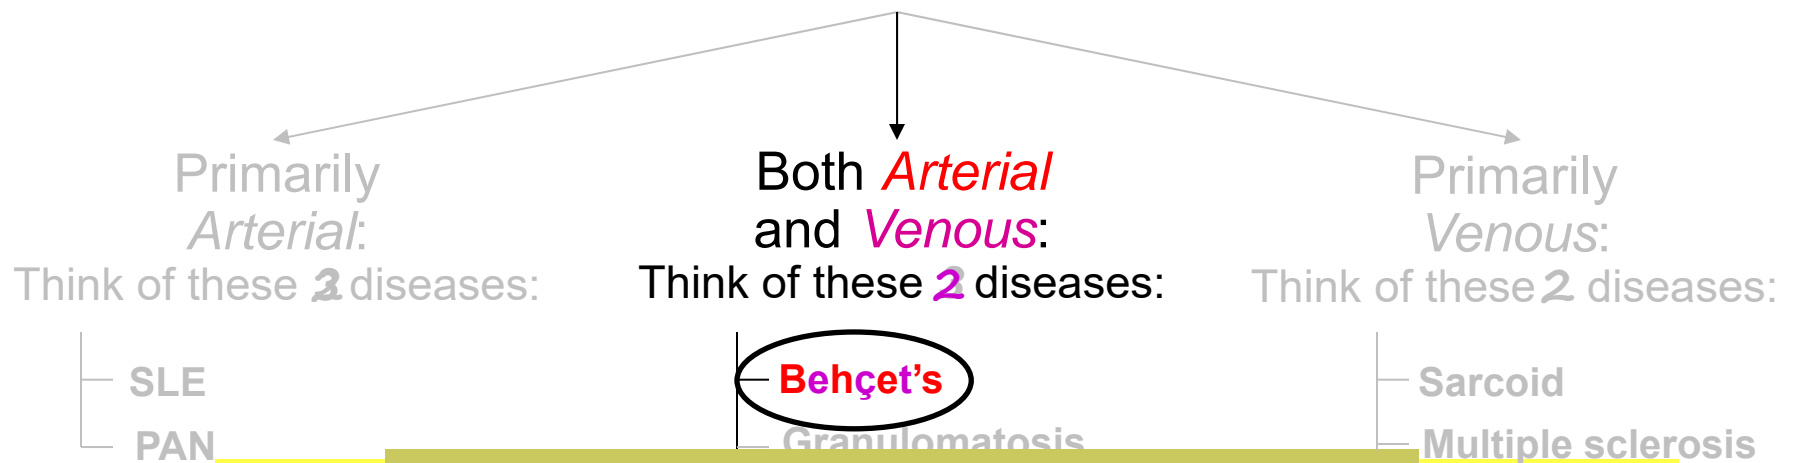 Primarily
Arterial:
Think of these 2 diseases:
SLE
PAN
Both Arterial
and Venous:
Think of these 2 diseases:
Behçet's
Granulomatosis
Primarily
Venous:
Think of these 2 diseases:
Sarcoid
Multiple sclerosis